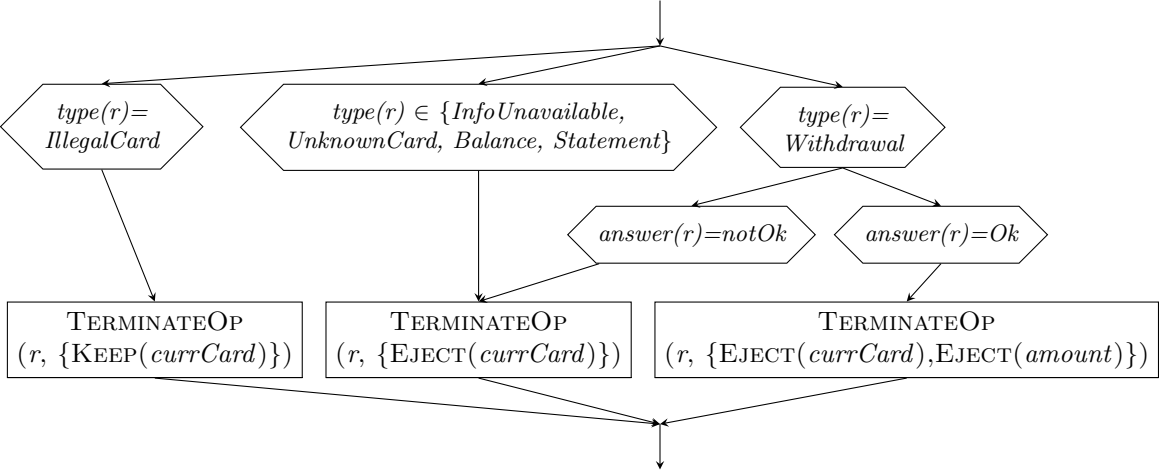 type(r)=
IllegalCard
type(r) ∈ {InfoUnavailable,
UnknownCard, Balance, Statement}
type(r)=
Withdrawal
answer(r)=notOk
answer(r)=Ok
TERMINATEOP
(r, {KEEP(currCard)})
TERMINATEOP
(r, {EJECT(currCard)})
TERMINATEOP
(r, {EJECT(currCard),EJECT(amount)})